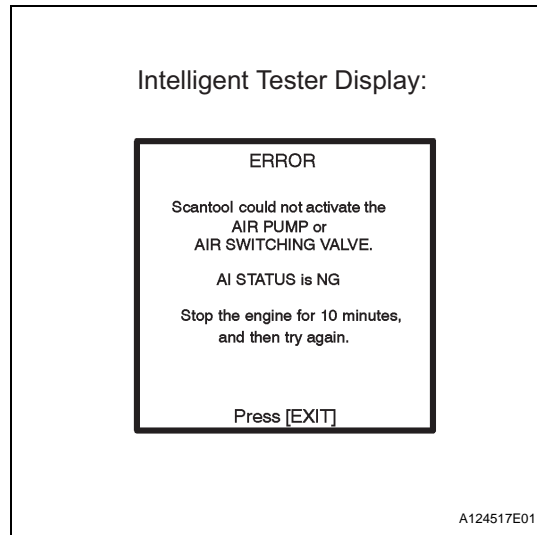 Intelligent Tester Display:
ERROR
Scantool could not activate the
AIR PUMP or
AIR SWITCHING VALVE.
AI STATUS is NG
Stop the engine for 10 minutes,
and then try again.
Press [EXIT]
A124517E01